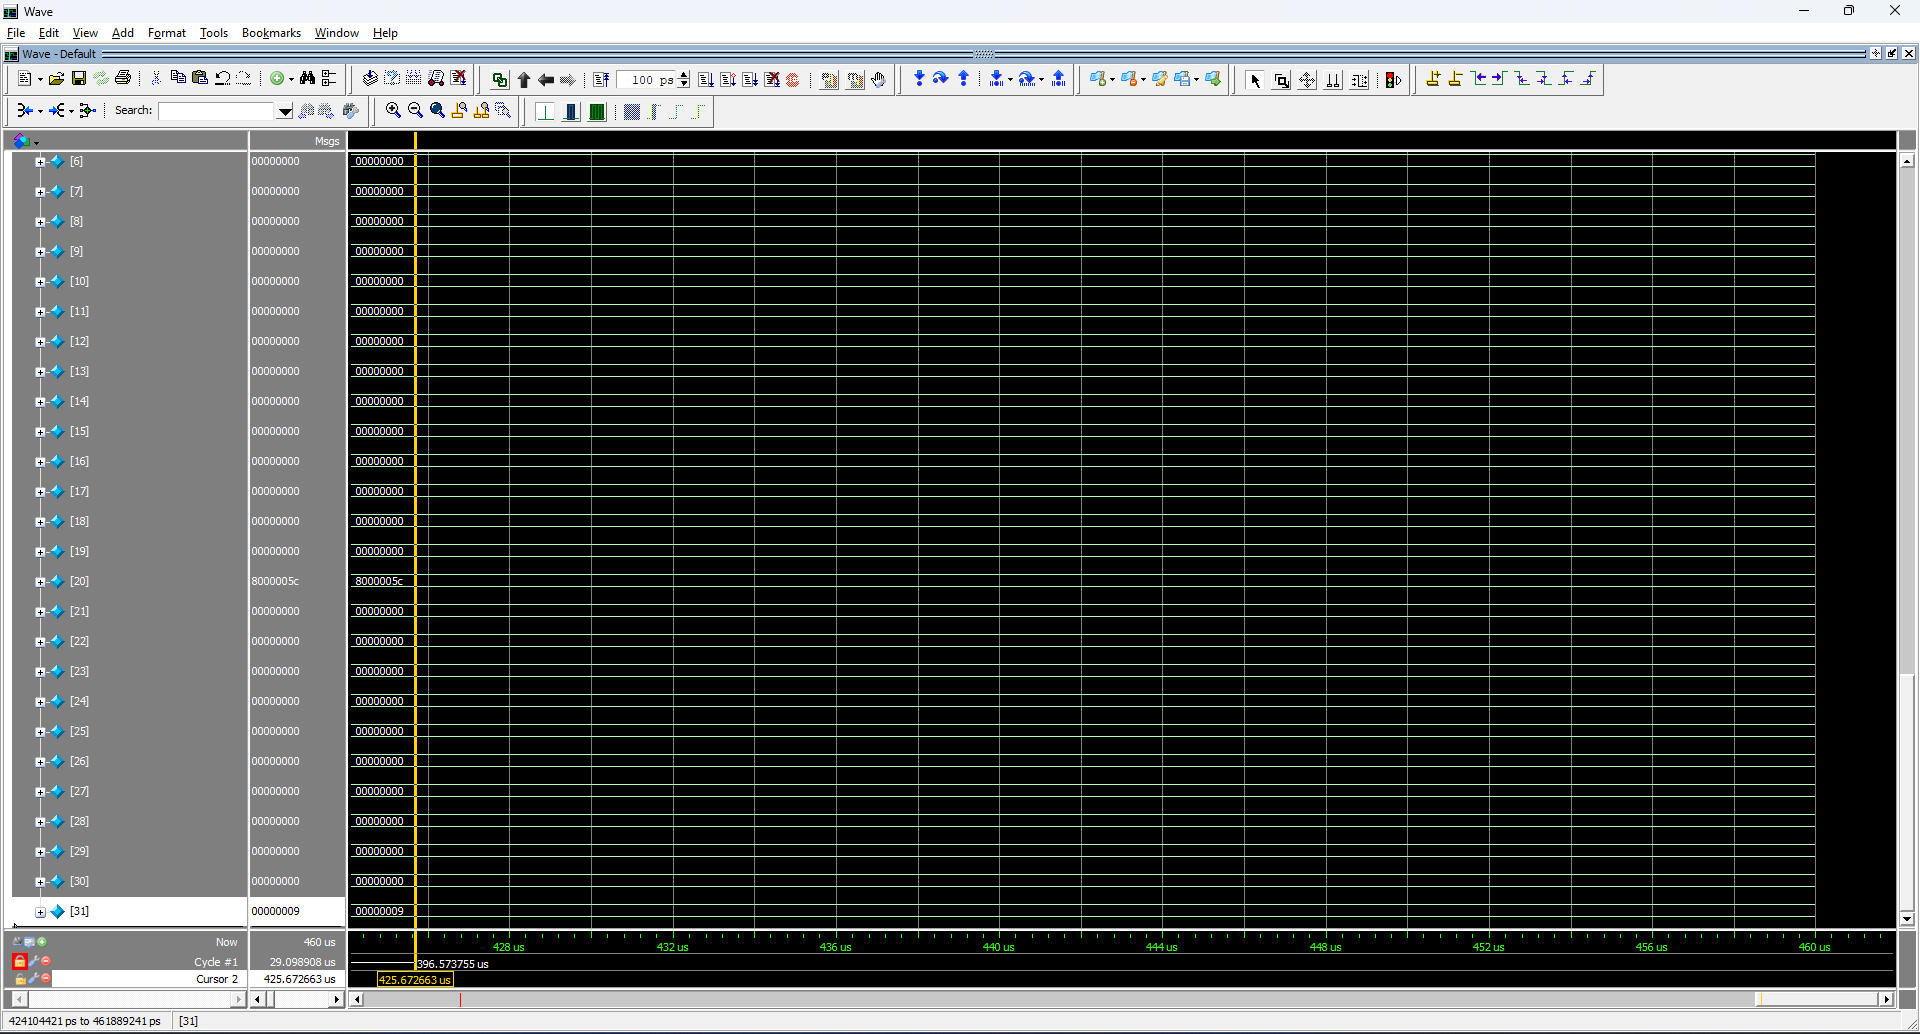 Wave
File Edit View Add Format Tools Bookmarks Window Help
Wave - Default
100 ps
Search:
Msgs
[6] 00000000 00000000
[7] 00000000 00000000
[8] 00000000 00000000
[9] 00000000 00000000
[10] 00000000 00000000
[11] 00000000 00000000
[12] 00000000 00000000
[13] 00000000 00000000
[14] 00000000 00000000
[15] 00000000 00000000
[16] 00000000 00000000
[17] 00000000 00000000
[18] 00000000 00000000
[19] 00000000 00000000
[20] 8000005c 8000005c
[21] 00000000 00000000
[22] 00000000 00000000
[23] 00000000 00000000
[24] 00000000 00000000
[25] 00000000 00000000
[26] 00000000 00000000
[27] 00000000 00000000
[28] 00000000 00000000
[29] 00000000 00000000
[30] 00000000 00000000
[31] 00000009 00000009
Now 460 us 428 us 432 us 436 us 440 us 444 us 448 us 452 us 456 us 460 us
Cycle #1 29.098908 us 396.573755 us
Cursor 2 425.672663 us 425.672663 us
424104421 ps to 461889241 ps [31]